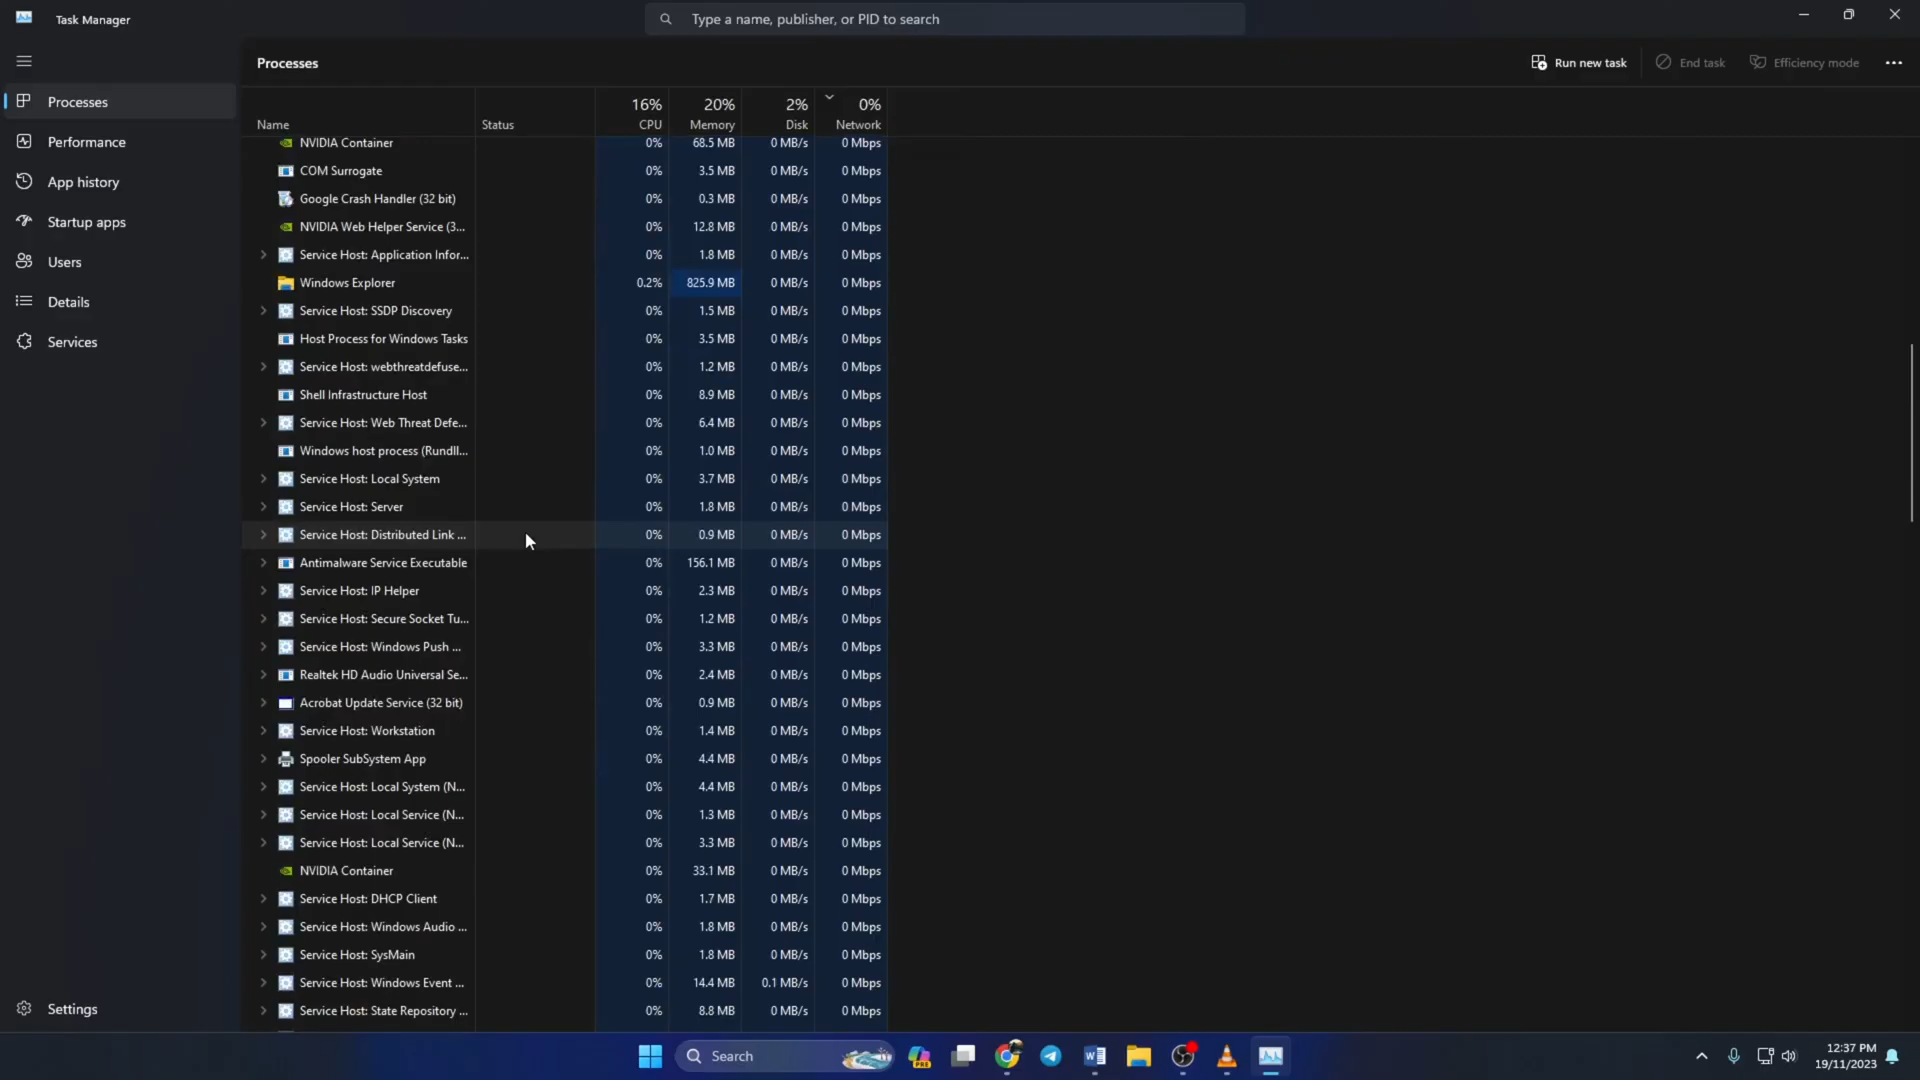 Task Manager
Type a name, publisher, or PID to search
Processes
Run new task
End task
Efficiency mode
Processes
Performance
App history
Startup apps
Users
Details
Services
Settings
16% 20% 2% 0%
Name Status CPU Memory Disk Network
NVIDIA Container 0% 68.5 MB 0 MB/s 0 Mbps
COM Surrogate 0% 3.5 MB 0 MB/s 0 Mbps
Google Crash Handler (32 bit) 0% 0.3 MB 0 MB/s 0 Mbps
NVIDIA Web Helper Service (3... 0% 12.8 MB 0 MB/s 0 Mbps
Service Host: Application Infor... 0% 1.8 MB 0 MB/s 0 Mbps
Windows Explorer 0.2% 825.9 MB 0 MB/s 0 Mbps
Service Host: SSDP Discovery 0% 1.5 MB 0 MB/s 0 Mbps
Host Process for Windows Tasks 0% 3.5 MB 0 MB/s 0 Mbps
Service Host: webthreatdefuse... 0% 1.2 MB 0 MB/s 0 Mbps
Shell Infrastructure Host 0% 8.9 MB 0 MB/s 0 Mbps
Service Host: Web Threat Defe... 0% 6.4 MB 0 MB/s 0 Mbps
Windows host process (Rundll... 0% 1.0 MB 0 MB/s 0 Mbps
Service Host: Local System 0% 3.7 MB 0 MB/s 0 Mbps
Service Host: Server 0% 1.8 MB 0 MB/s 0 Mbps
Service Host: Distributed Link ... 0% 0.9 MB 0 MB/s 0 Mbps
Antimalware Service Executable 0% 156.1 MB 0 MB/s 0 Mbps
Service Host: IP Helper 0% 2.3 MB 0 MB/s 0 Mbps
Service Host: Secure Socket Tu... 0% 1.2 MB 0 MB/s 0 Mbps
Service Host: Windows Push ... 0% 3.3 MB 0 MB/s 0 Mbps
Realtek HD Audio Universal Se... 0% 2.4 MB 0 MB/s 0 Mbps
Acrobat Update Service (32 bit) 0% 0.9 MB 0 MB/s 0 Mbps
Service Host: Workstation 0% 1.4 MB 0 MB/s 0 Mbps
Spooler SubSystem App 0% 4.4 MB 0 MB/s 0 Mbps
Service Host: Local System (N... 0% 4.4 MB 0 MB/s 0 Mbps
Service Host: Local Service (N... 0% 1.3 MB 0 MB/s 0 Mbps
Service Host: Local Service (N... 0% 3.3 MB 0 MB/s 0 Mbps
NVIDIA Container 0% 33.1 MB 0 MB/s 0 Mbps
Service Host: DHCP Client 0% 1.7 MB 0 MB/s 0 Mbps
Service Host: Windows Audio ... 0% 1.8 MB 0 MB/s 0 Mbps
Service Host: SysMain 0% 1.8 MB 0 MB/s 0 Mbps
Service Host: Windows Event ... 0% 14.4 MB 0.1 MB/s 0 Mbps
Service Host: State Repository ... 0% 8.8 MB 0 MB/s 0 Mbps
Search
PRE
12:37 PM
19/11/2023